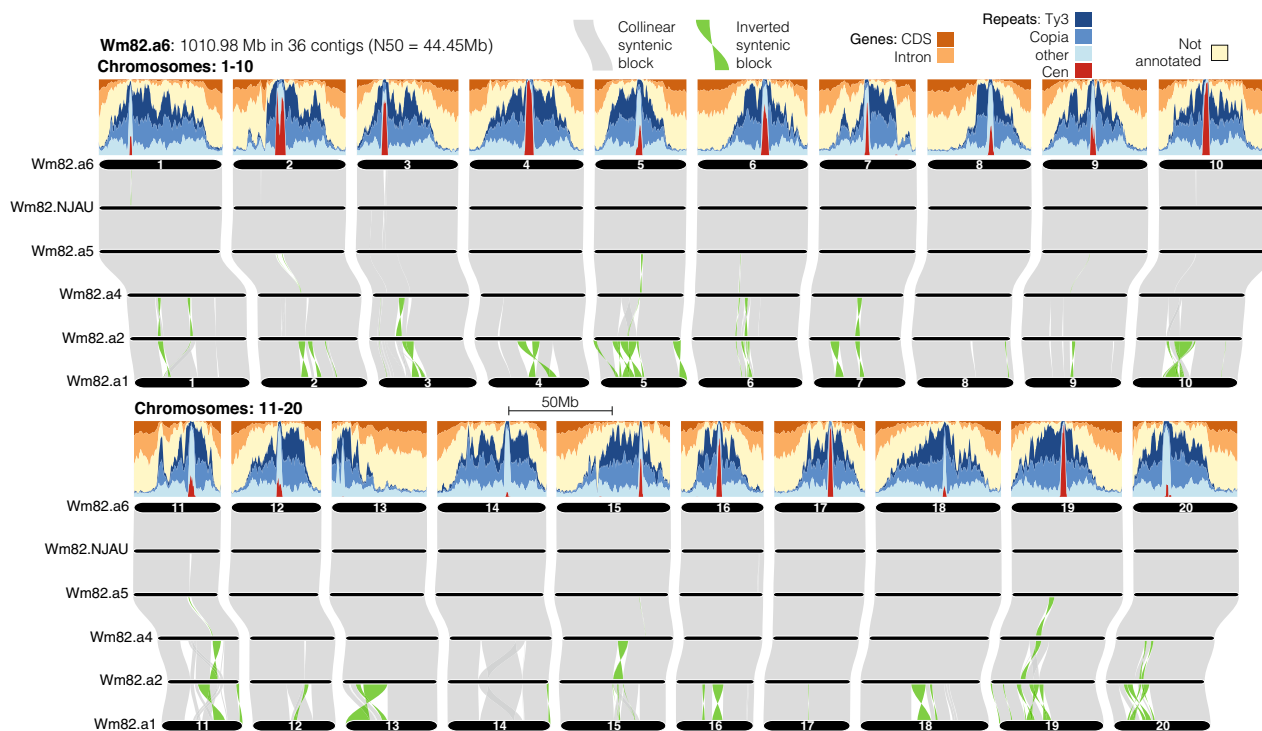 Wm82.a6: 1010.98 Mb in 36 contigs (N50 = 44.45Mb)
Chromosomes: 1-10
Collinear
syntenic
block
Inverted
syntenic
block
Genes: CDS
Intron
Repeats: Ty3
Copia
other
Cen
Not
annotated
Wm82.a6
1 2 3 4 5 6 7 8 9 10
Wm82.NJAU
Wm82.a5
Wm82.a4
Wm82.a2
Wm82.a1
1 2 3 4 5 6 7 8 9 10
50Mb
Chromosomes: 11-20
Wm82.a6
11 12 13 14 15 16 17 18 19 20
Wm82.NJAU
Wm82.a5
Wm82.a4
Wm82.a2
Wm82.a1
11 12 13 14 15 16 17 18 19 20